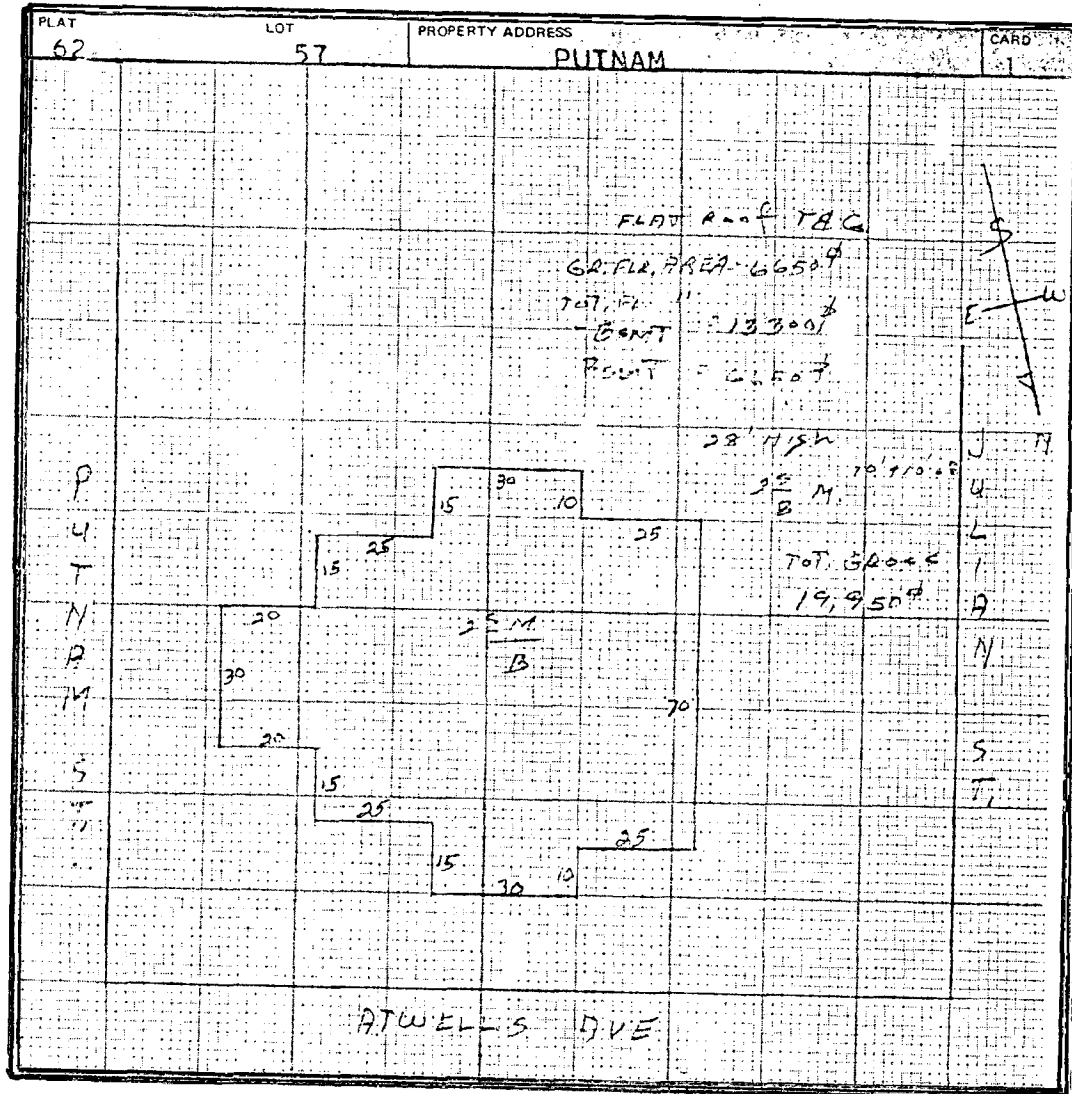 PLAT LOT PROPERTY ADDRESS CARD
62 57 PUTNAM 1
FLAT Roof T&G
GR. FLR. AREA - 6650 ⌀
TOT. FL. "
- BSMT = 13300 ⌀
BSMT = 6650 ⌀
S
E W
N
28' HIGH
2 S M
B
TOT. GROSS
19,950 ⌀
PUTNAM ST.
JULIAN ST.
30
15 10
25 25
15
20
2 S M
B
30
70
20
15
25 25
15 10
30
ATWELLS AVE